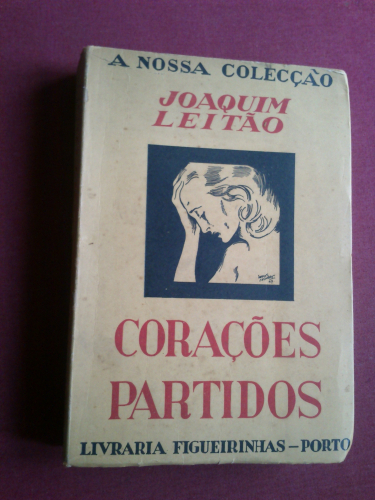 A NOSSA COLECÇÃO
JOAQUIM
LEITÃO
CORAÇÕES
PARTIDOS
LIVRARIA FIGUEIRINHAS-PORTO